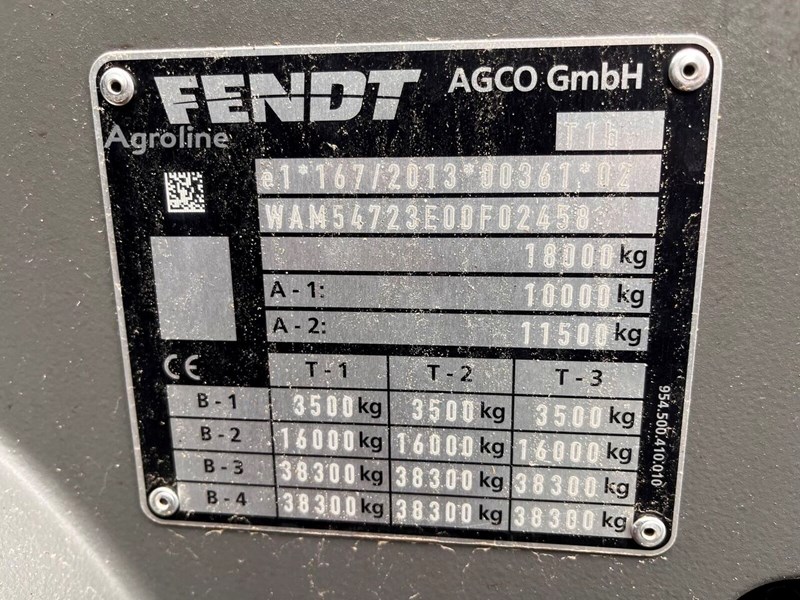 FENDT AGCO GmbH
Agroline
T1b
e1*167/2013*00361*02
WAM54723E00F02458
18000 kg
A - 1: 10000 kg
A - 2: 11500 kg
CE T - 1 T - 2 T - 3
B - 1 3500 kg 3500 kg 3500 kg
B - 2 16000 kg 16000 kg 16000 kg
B - 3 38300 kg 38300 kg 38300 kg
B - 4 38300 kg 38300 kg 38300 kg
954.500.410.010